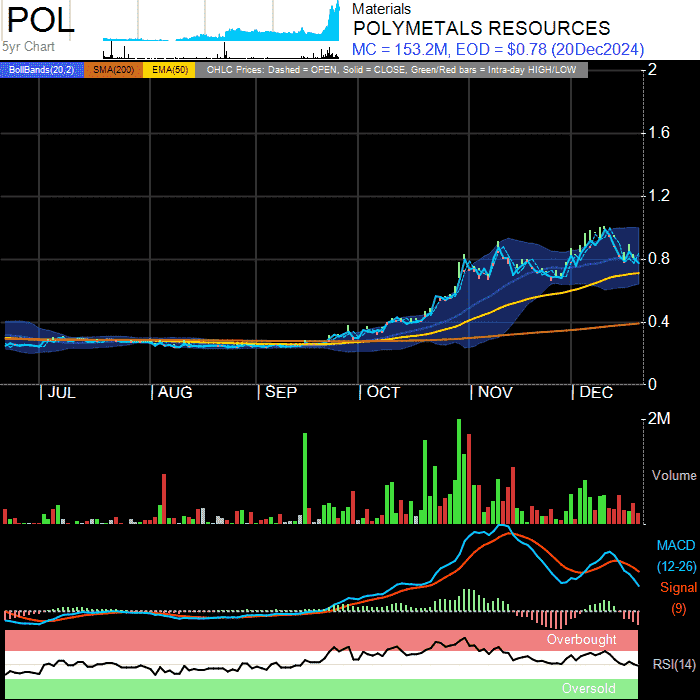 POL
5yr Chart
Materials
POLYMETALS RESOURCES
MC = 153.2M, EOD = $0.78 (20Dec2024)
BollBands(20,2) SMA(200) EMA(50) OHLC Prices: Dashed = OPEN, Solid = CLOSE, Green/Red bars = Intra-day HIGH/LOW
2
1.6
1.2
0.8
0.4
0
JUL AUG SEP OCT NOV DEC
2M
Volume
MACD
(12-26)
Signal
(9)
Overbought
RSI(14)
Oversold